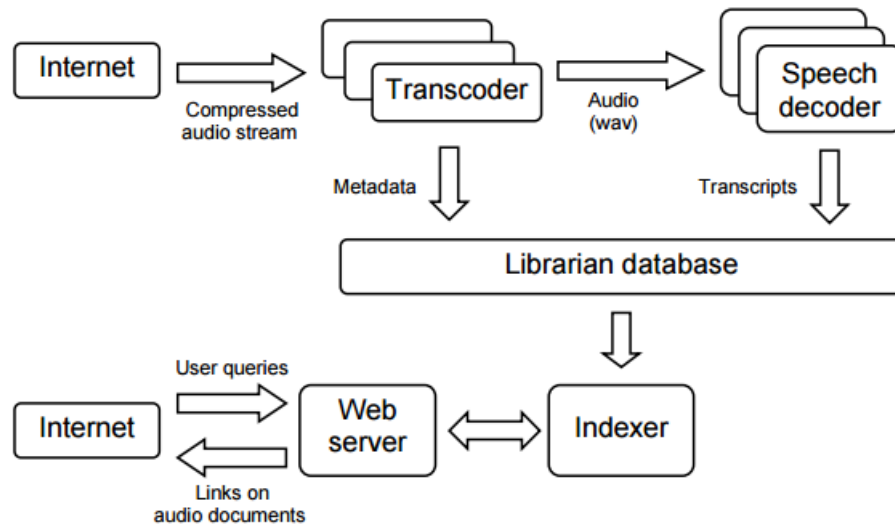 Internet
Compressed
audio stream
Transcoder
Audio
(wav)
Speech
decoder
Metadata
Transcripts
Librarian database
User queries
Internet
Links on
audio documents
Web
server
Indexer